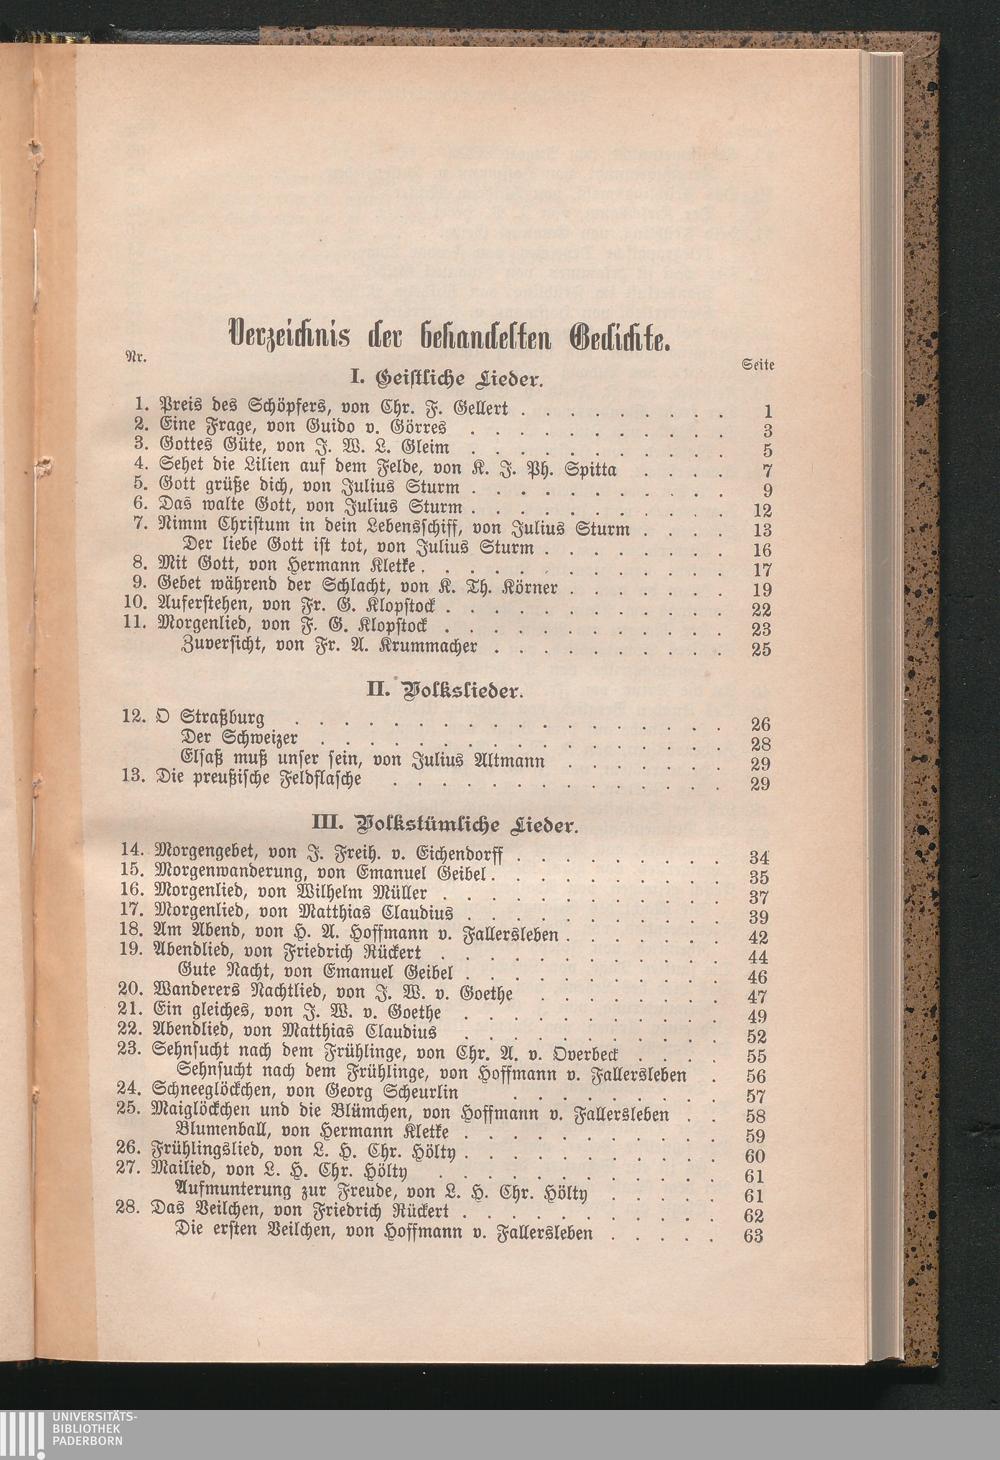 Verzeichnis der behandelten Gedichte.
Nr. Seite
I. Geistliche Lieder.
1. Preis des Schöpfers, von Chr. F. Gellert . . . . . . . . . 1
2. Eine Frage, von Guido v. Görres . . . . . . . . . . . 3
3. Gottes Güte, von J. W. L. Gleim . . . . . . . . . . . 5
4. Sehet die Lilien auf dem Felde, von K. J. Ph. Spitta . . . . 7
5. Gott grüße dich, von Julius Sturm . . . . . . . . . . . 9
6. Das walte Gott, von Julius Sturm . . . . . . . . . . . 12
7. Nimm Christum in dein Lebensschiff, von Julius Sturm . . . . 13
Der liebe Gott ist tot, von Julius Sturm . . . . . . . . 16
8. Mit Gott, von Hermann Kletke . . . . . . . . . . . . . 17
9. Gebet während der Schlacht, von K. Th. Körner . . . . . . . 19
10. Auferstehen, von Fr. G. Klopstock . . . . . . . . . . . . 22
11. Morgenlied, von F. G. Klopstock . . . . . . . . . . . . 23
Zuversicht, von Fr. A. Krummacher . . . . . . . . . . 25
II. Volkslieder.
12. O Straßburg . . . . . . . . . . . . . . . . . . 26
Der Schweizer . . . . . . . . . . . . . . . . . 28
Elsaß muß unser sein, von Julius Altmann . . . . . . . 29
13. Die preußische Feldflasche . . . . . . . . . . . . . . 29
III. Volkstümliche Lieder.
14. Morgengebet, von J. Freih. v. Eichendorff . . . . . . . . . 34
15. Morgenwanderung, von Emanuel Geibel . . . . . . . . . . 35
16. Morgenlied, von Wilhelm Müller . . . . . . . . . . . . 37
17. Morgenlied, von Matthias Claudius . . . . . . . . . . . 39
18. Am Abend, von H. A. Hoffmann v. Fallersleben . . . . . . . 42
19. Abendlied, von Friedrich Rückert . . . . . . . . . . . . 44
Gute Nacht, von Emanuel Geibel . . . . . . . . . . . 46
20. Wanderers Nachtlied, von J. W. v. Goethe . . . . . . . . 47
21. Ein gleiches, von J. W. v. Goethe . . . . . . . . . . . 49
22. Abendlied, von Matthias Claudius . . . . . . . . . . . 52
23. Sehnsucht nach dem Frühlinge, von Chr. A. v. Overbeck . . . . 55
Sehnsucht nach dem Frühlinge, von Hoffmann v. Fallersleben . 56
24. Schneeglöckchen, von Georg Scheurlin . . . . . . . . . 57
25. Maiglöckchen und die Blümchen, von Hoffmann v. Fallersleben . . 58
Blumenball, von Hermann Kletke . . . . . . . . . . . 59
26. Frühlingslied, von L. H. Chr. Hölty . . . . . . . . . . . 60
27. Mailied, von L. H. Chr. Hölty . . . . . . . . . . . . 61
Aufmunterung zur Freude, von L. H. Chr. Hölty . . . . . 61
28. Das Veilchen, von Friedrich Rückert . . . . . . . . . . . 62
Die ersten Veilchen, von Hoffmann v. Fallersleben . . . . . 63
UNIVERSITÄTS-
BIBLIOTHEK
PADERBORN